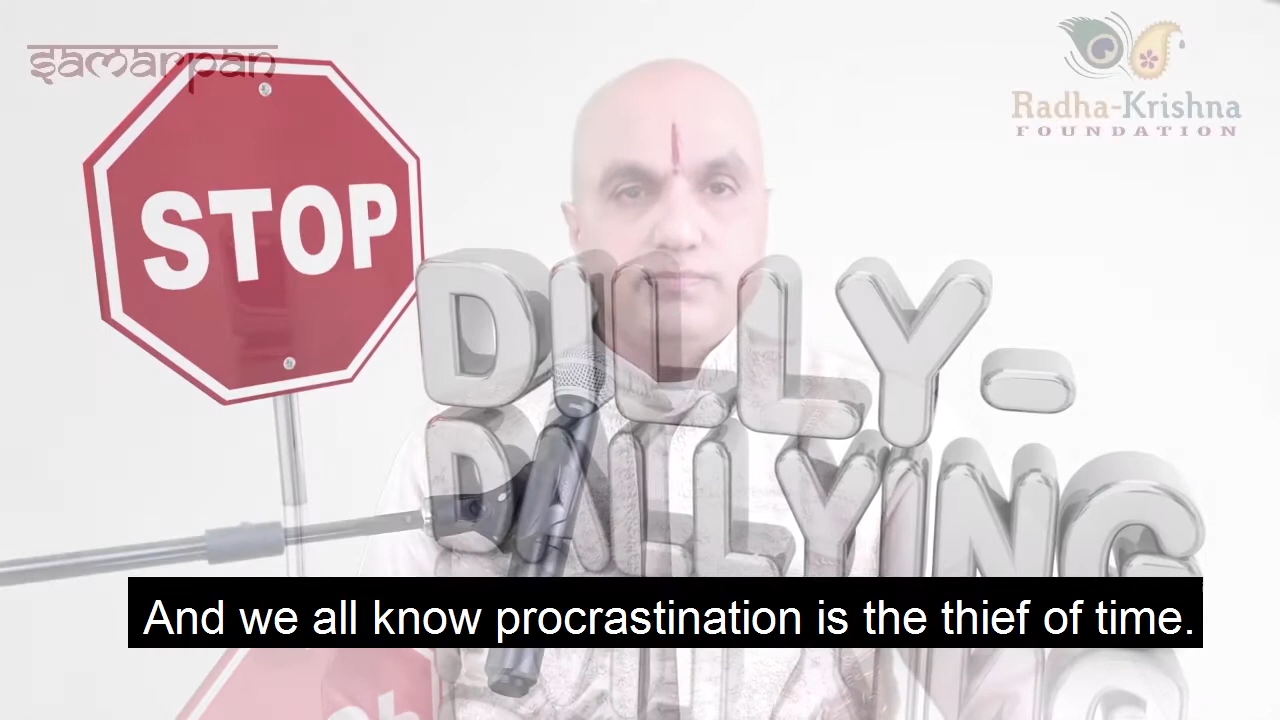 samarpan
Radha-Krishna
FOUNDATION
STOP
DILLY-
DALLYING
And we all know procrastination is the thief of time.